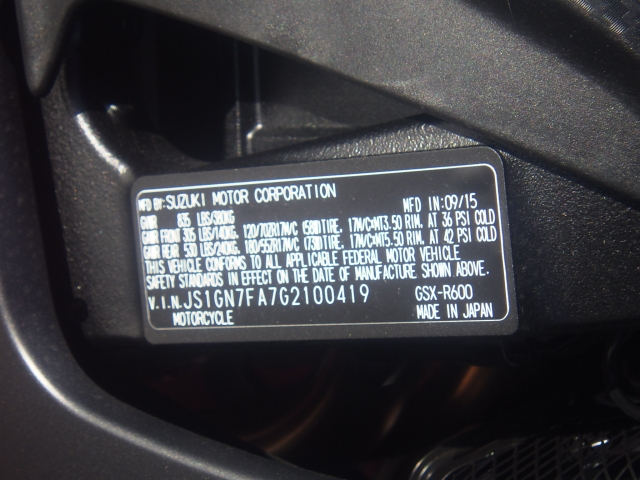 MFD BY: SUZUKI MOTOR CORPORATION MFD IN: 09/15
GVWR 835 LBS/380KG
GAWR FRONT 305 LBS/140KG. 120/70ZR17M/C (58W)TIRE. 17M/C×MT3.50 RIM. AT 36 PSI COLD
GAWR REAR 530 LBS/240KG. 180/55ZR17M/C (73W)TIRE. 17M/C×MT5.50 RIM. AT 42 PSI COLD
THIS VEHICLE CONFORMS TO ALL APPLICABLE FEDERAL MOTOR VEHICLE
SAFETY STANDARDS IN EFFECT ON THE DATE OF MANUFACTURE SHOWN ABOVE.
V.I.N. JS1GN7FA7G2100419 GSX-R600
MOTORCYCLE MADE IN JAPAN